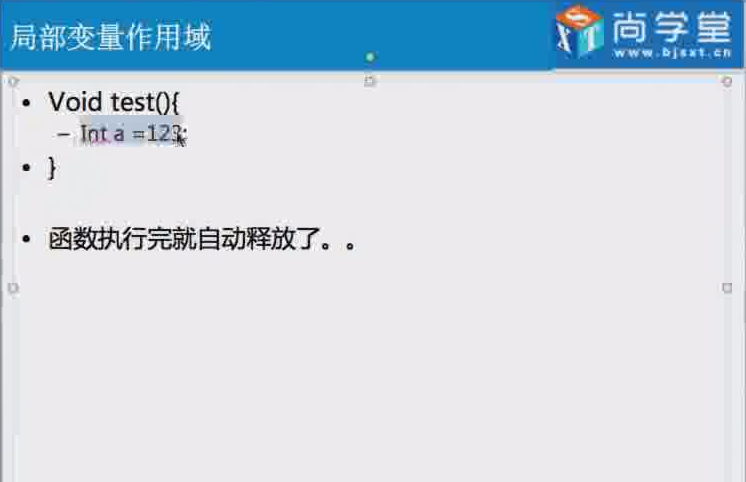 局部变量作用域
尚学堂
www.bjsxt.cn
• Void test(){
– Int a =123;
• }
• 函数执行完就自动释放了。。